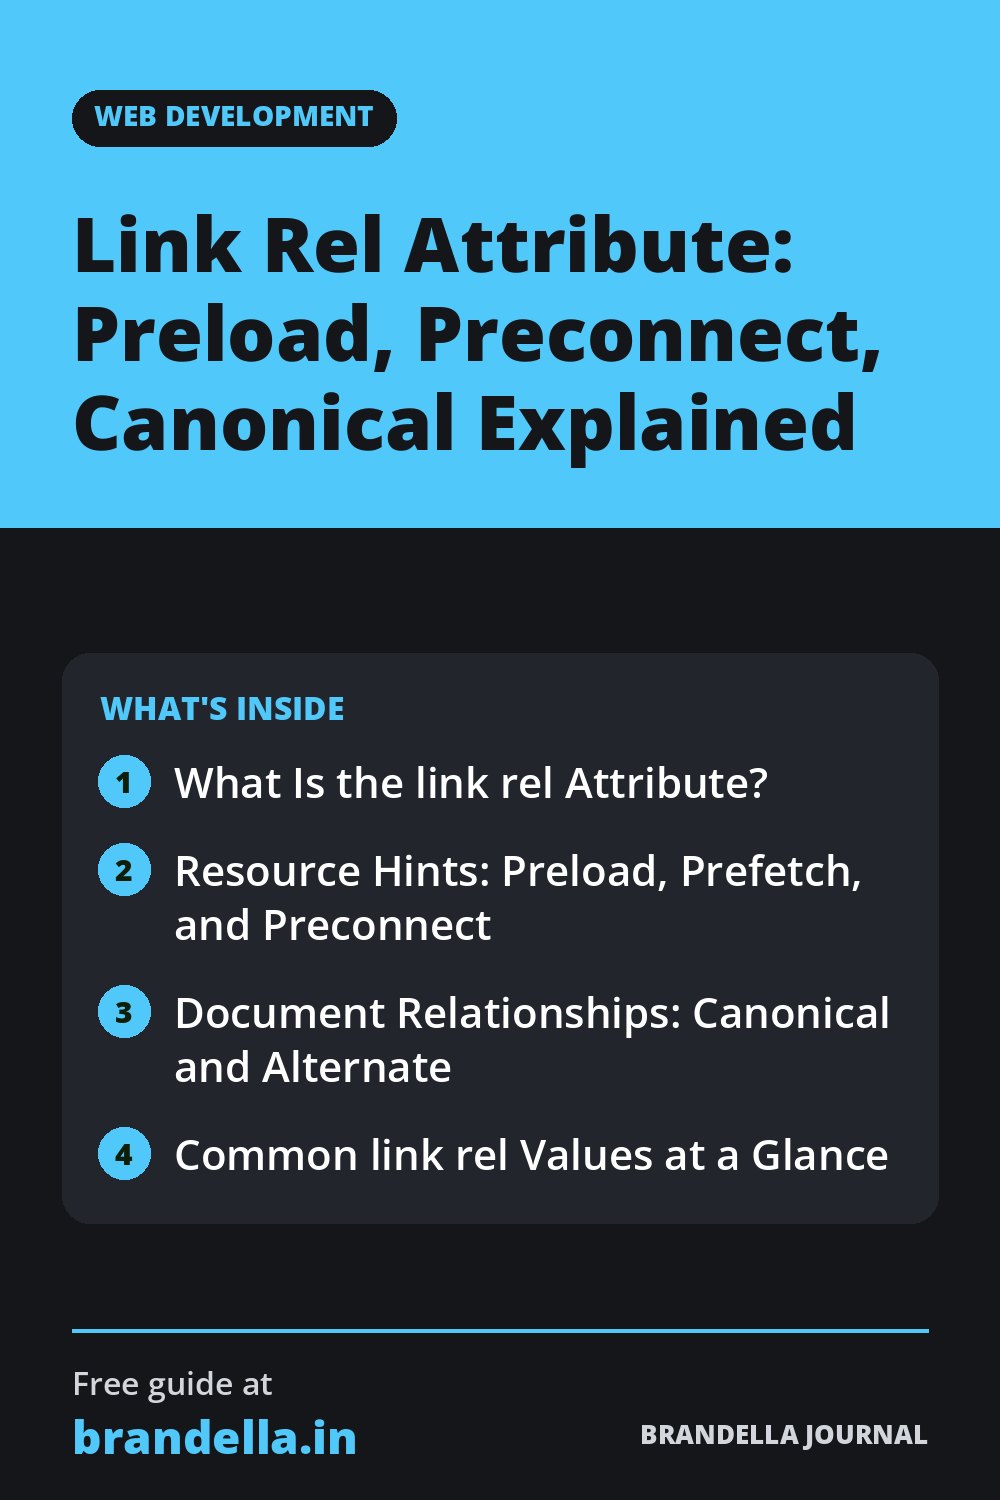 WEB DEVELOPMENT
Link Rel Attribute:
Preload, Preconnect,
Canonical Explained
WHAT'S INSIDE
1 What Is the link rel Attribute?
2 Resource Hints: Preload, Prefetch,
and Preconnect
3 Document Relationships: Canonical
and Alternate
4 Common link rel Values at a Glance
Free guide at
brandella.in
BRANDELLA JOURNAL